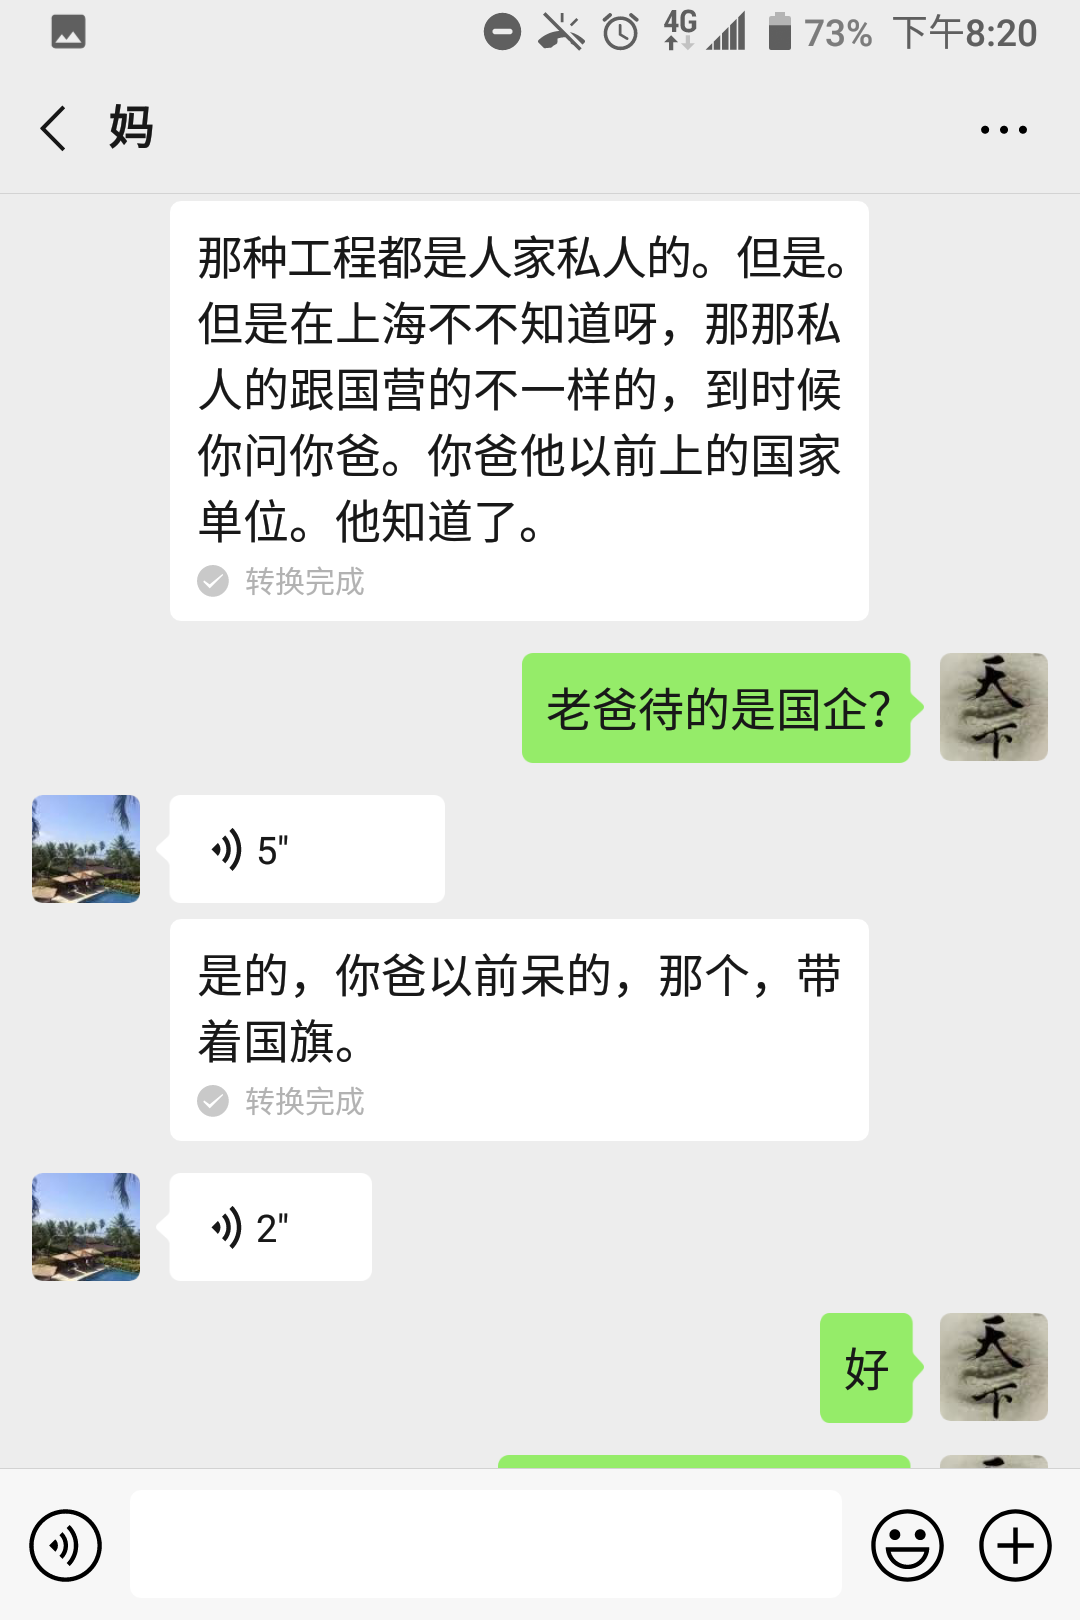 4G 73% 下午8:20
妈
那种工程都是人家私人的。但是。
但是在上海不不知道呀，那那私
人的跟国营的不一样的，到时候
你问你爸。你爸他以前上的国家
单位。他知道了。
转换完成
老爸待的是国企?
天
下
5"
是的，你爸以前呆的，那个，带
着国旗。
转换完成
2"
好
天
下